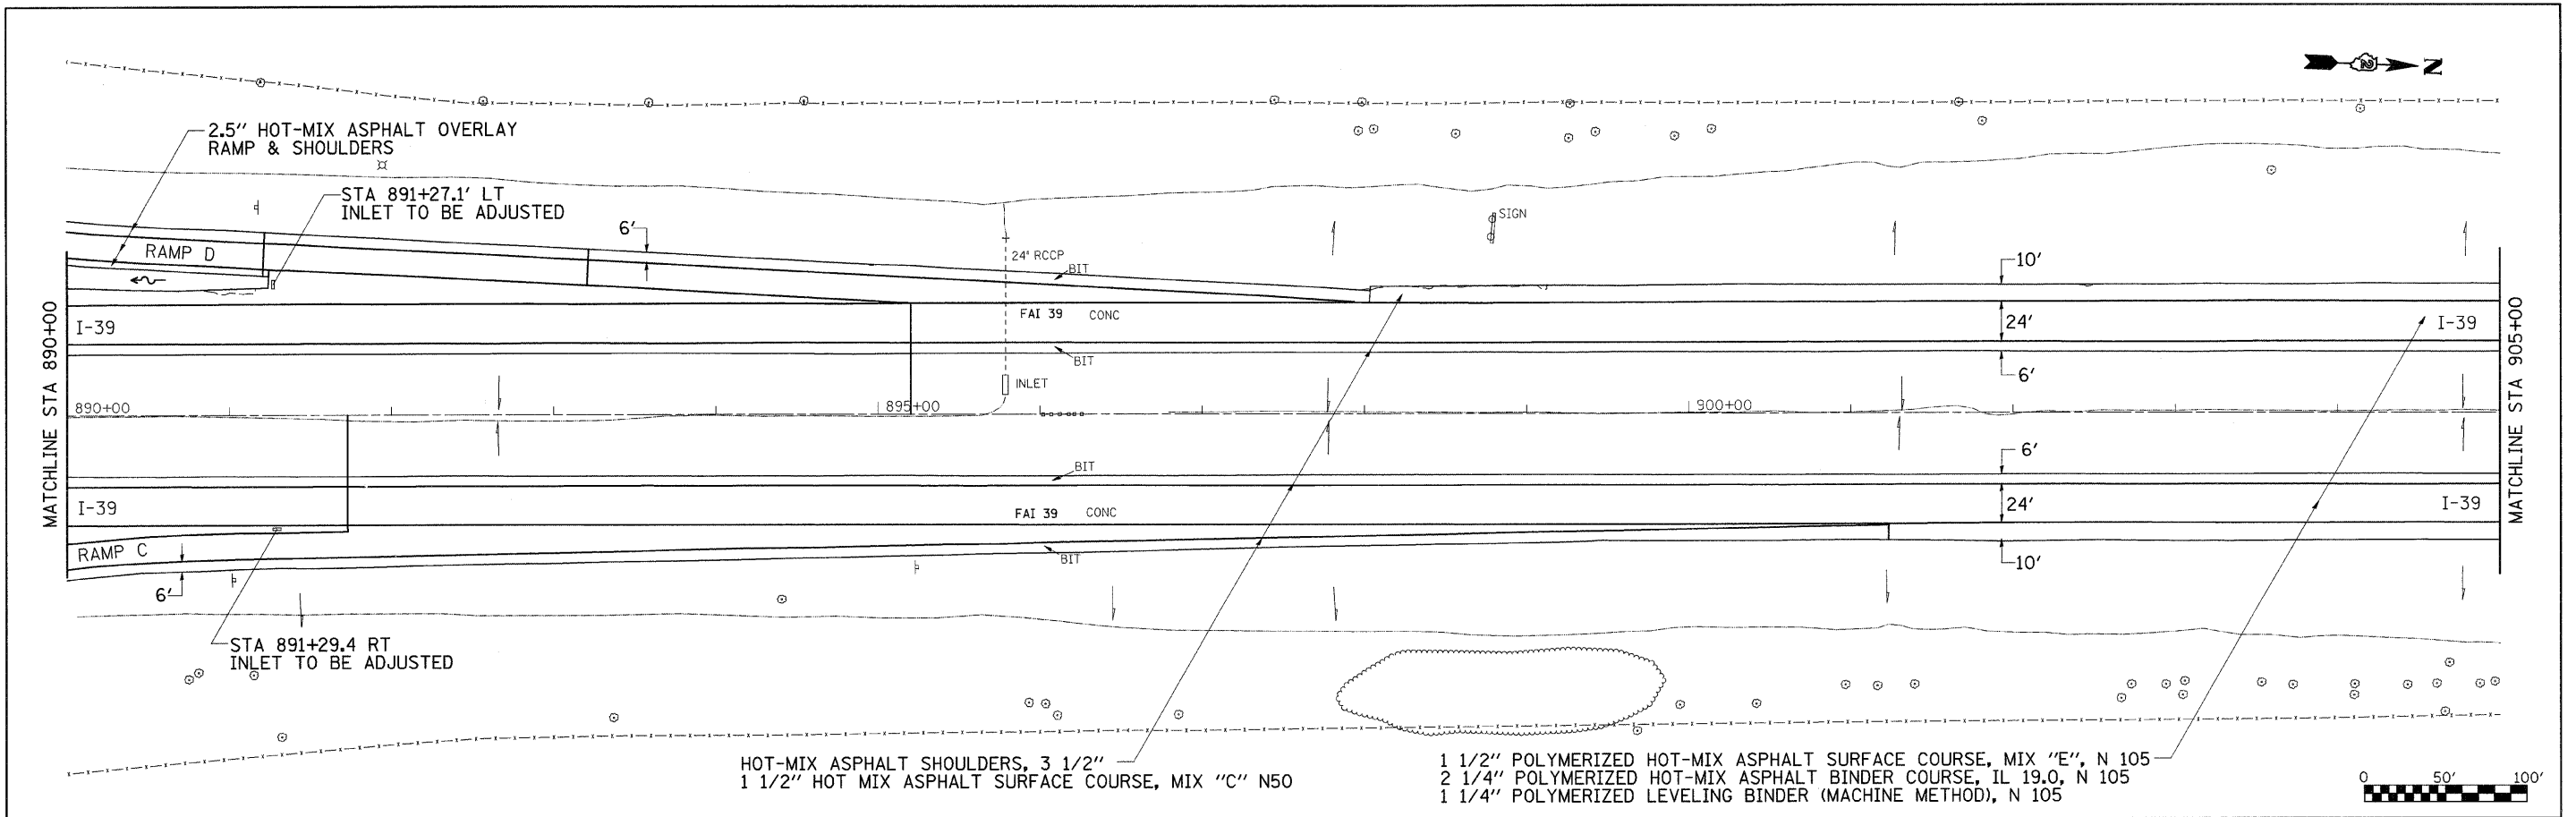 N
2.5" HOT-MIX ASPHALT OVERLAY
RAMP & SHOULDERS
STA 891+27.1' LT
INLET TO BE ADJUSTED
6'
SIGN
RAMP D
24" RCCP
BIT
10'
MATCHLINE STA 890+00
I-39
FAI 39 CONC
24'
I-39
MATCHLINE STA 905+00
BIT
6'
INLET
890+00
895+00
900+00
BIT
6'
I-39
FAI 39 CONC
24'
I-39
RAMP C
BIT
10'
6'
STA 891+29.4 RT
INLET TO BE ADJUSTED
HOT-MIX ASPHALT SHOULDERS, 3 1/2"
1 1/2" HOT MIX ASPHALT SURFACE COURSE, MIX "C" N50
1 1/2" POLYMERIZED HOT-MIX ASPHALT SURFACE COURSE, MIX "E", N 105
2 1/4" POLYMERIZED HOT-MIX ASPHALT BINDER COURSE, IL 19.0, N 105
1 1/4" POLYMERIZED LEVELING BINDER (MACHINE METHOD), N 105
0 50' 100'